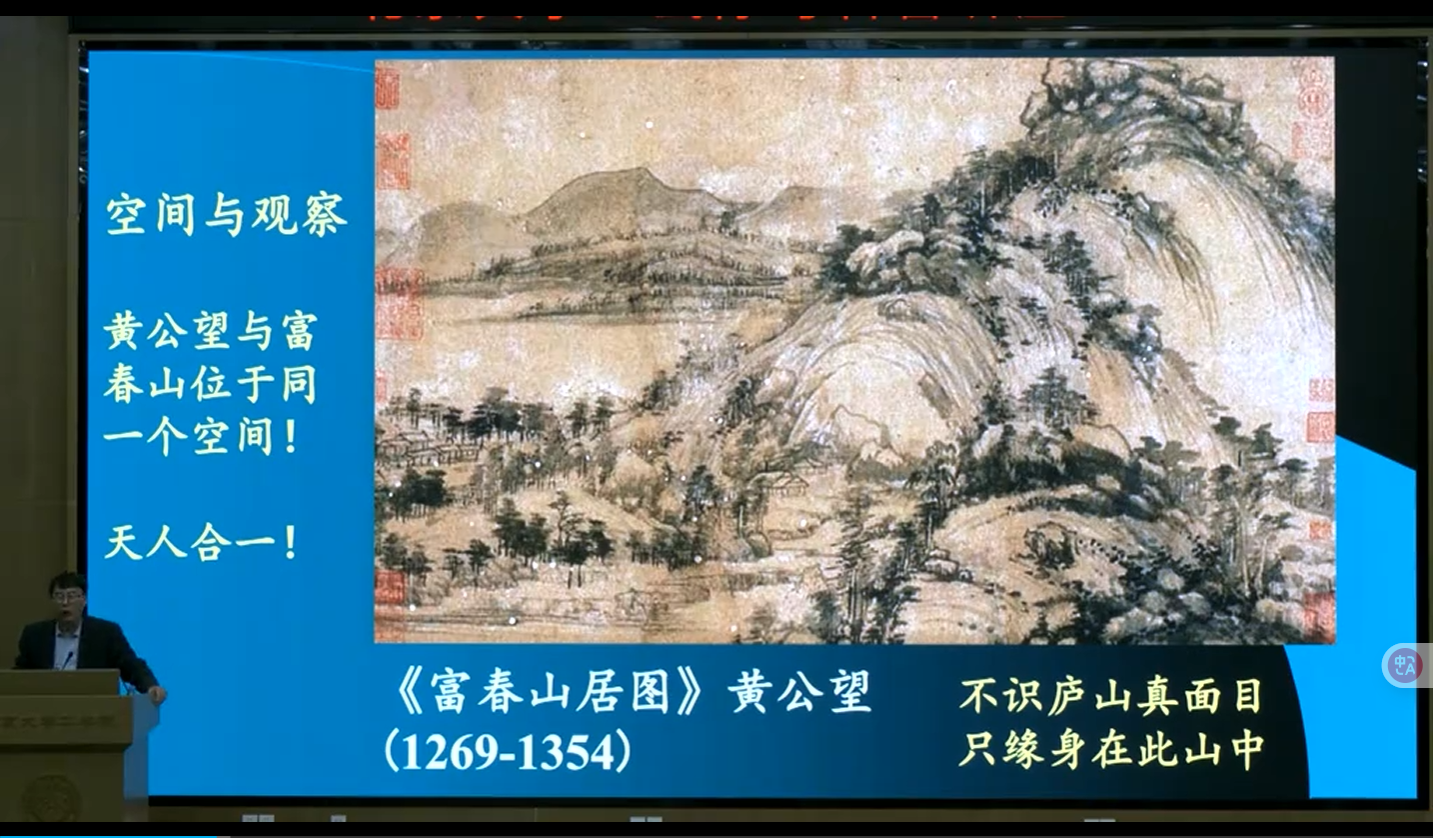 空间与观察
黄公望与富
春山位于同
一个空间！
天人合一！
《富春山居图》黄公望
(1269-1354)
不识庐山真面目
只缘身在此山中